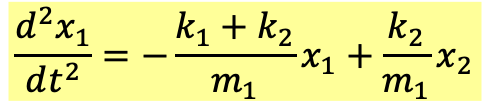 d²x₁/dt² = −(k₁ + k₂)/m₁ x₁ + k₂/m₁ x₂